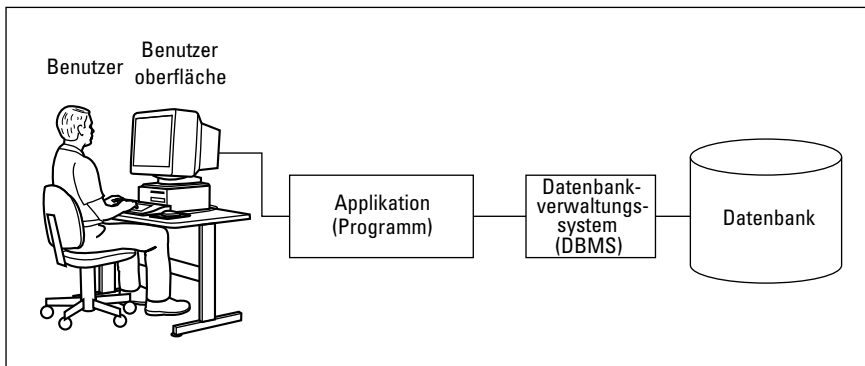 Benutzer
Benutzer
oberfläche
Applikation
(Programm)
Datenbank-
verwaltungs-
system
(DBMS)
Datenbank